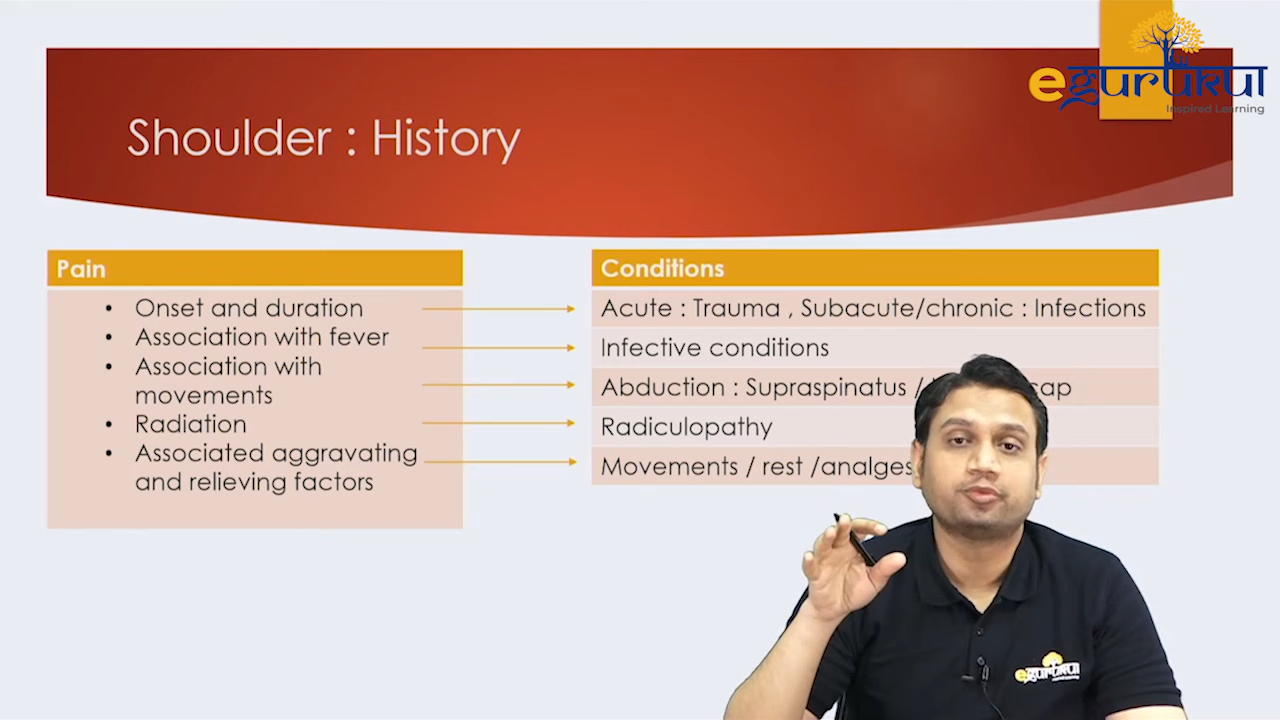 egurukul
Inspired Learning
Shoulder : History
Pain
• Onset and duration
• Association with fever
• Association with
movements
• Radiation
• Associated aggravating
and relieving factors
Conditions
Acute : Trauma , Subacute/chronic : Infections
Infective conditions
Abduction : Supraspinatus / cap
Radiculopathy
Movements / rest /
egurukul